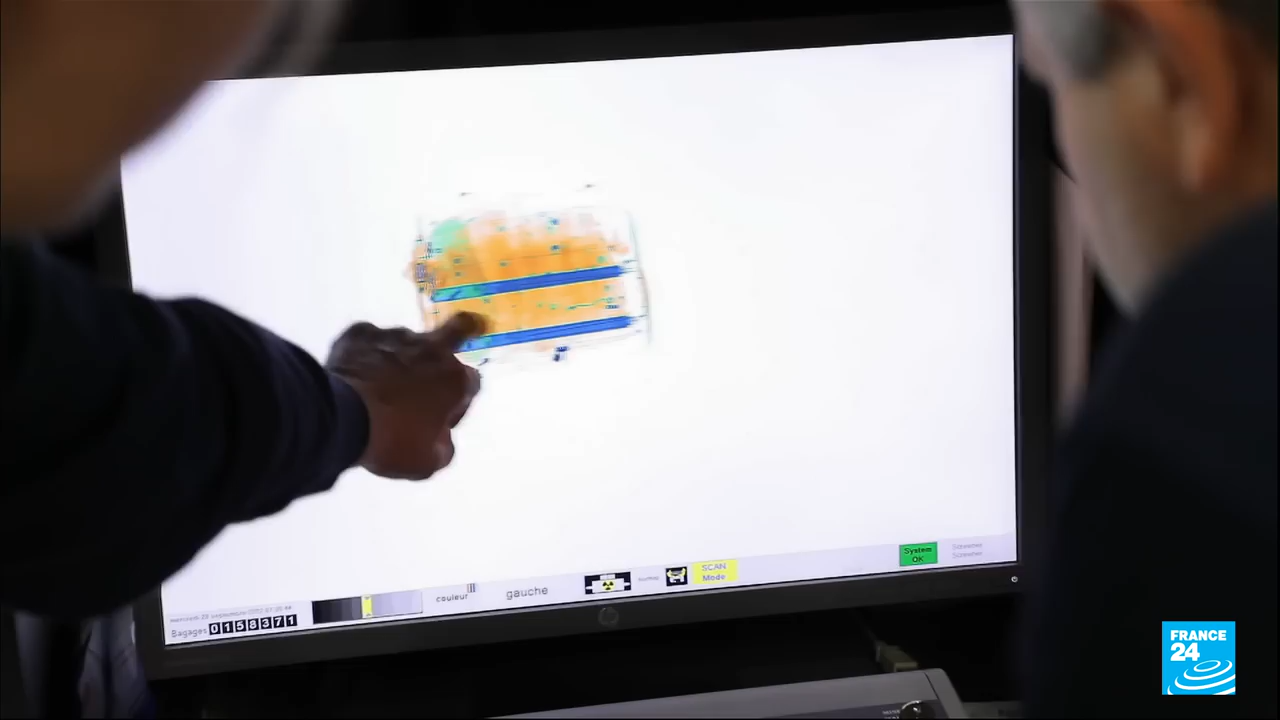 System
OK
SCAN
Mode
couleur
gauche
Bagages 0158371
FRANCE
24